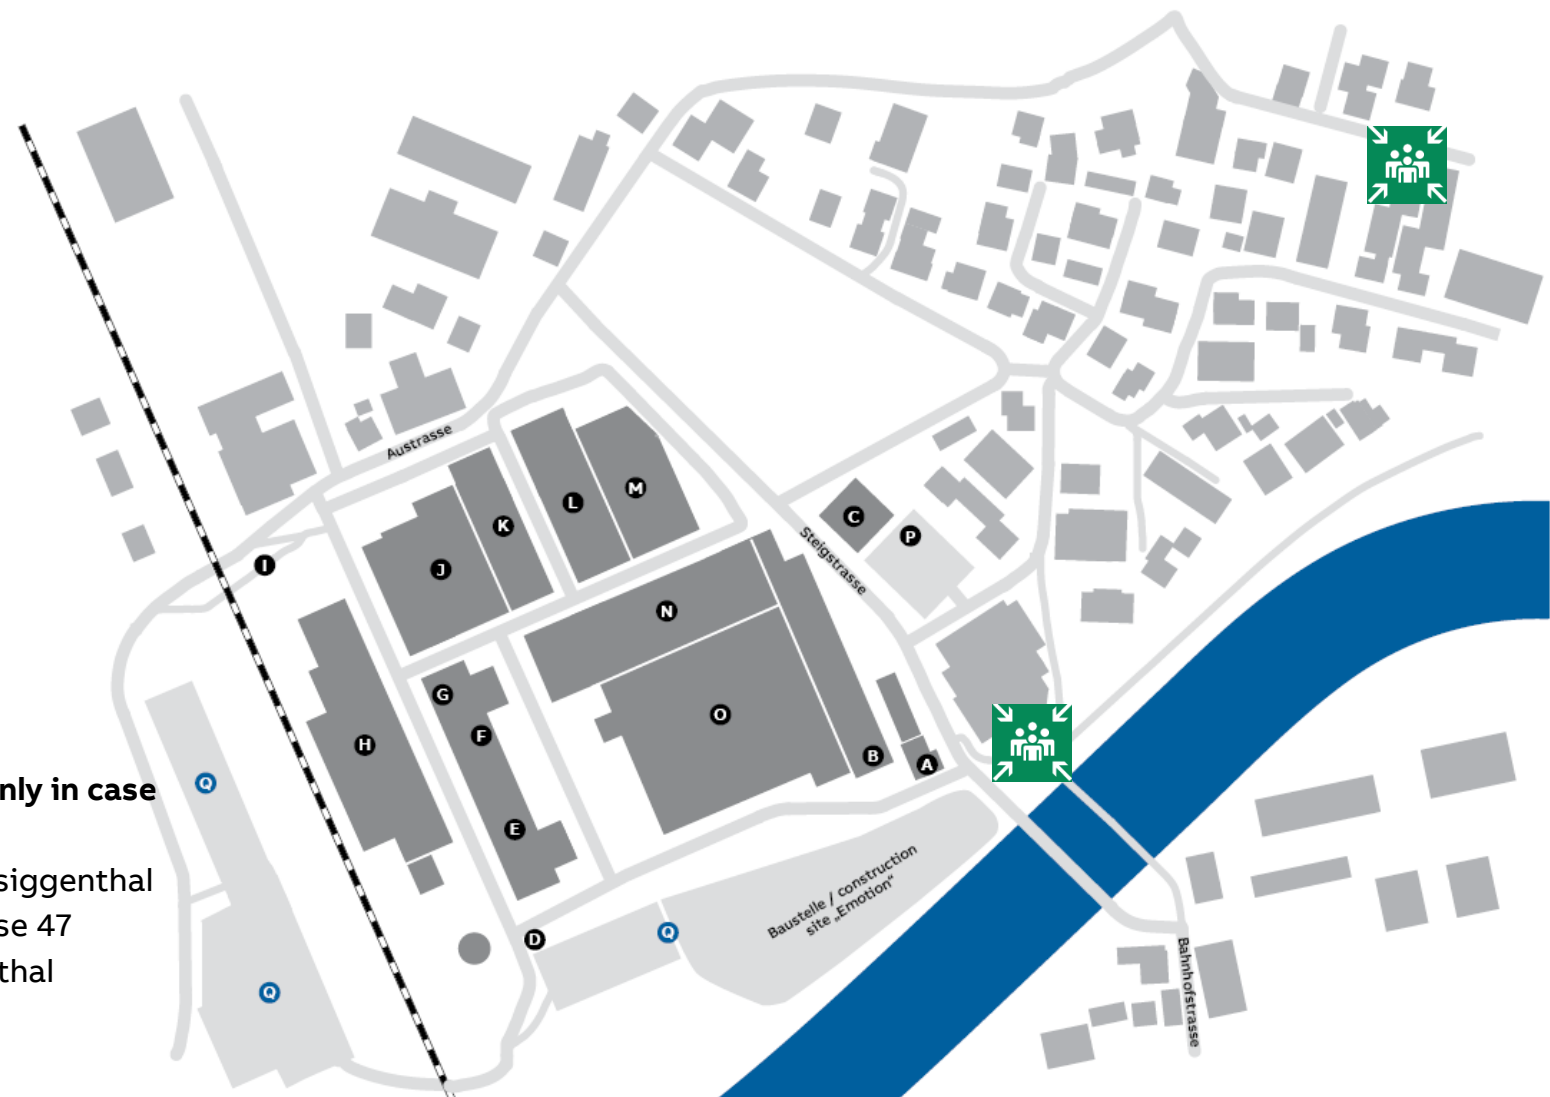 Austrasse
M
L
K
C
P
Steigstrasse
I
J
N
G
O
F
H
B
A
Q
nly in case
E
siggenthal
Baustelle / construction
site „Emotion“
se 47
D
Q
thal
Q
Bahnhofstrasse